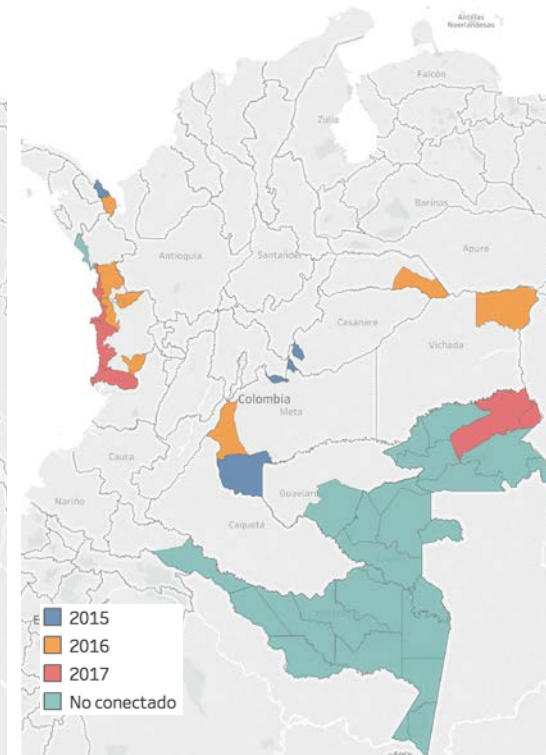 Antillas
Neerlandesas
Falcón
Zulia
Barinas
Apure
Antioquia
Santander
Casanare
Vichada
Colombia
Meta
Cauca
Guaviare
Nariño
Caquetá
2015
2016
2017
No conectado